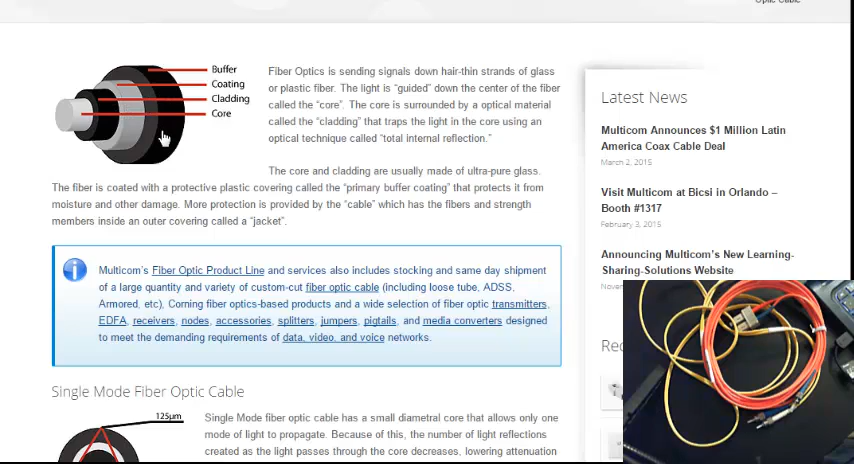 Optic Cable
Buffer
Coating
Cladding
Core
Fiber Optics is sending signals down hair-thin strands of glass
or plastic fiber. The light is “guided” down the center of the fiber
called the “core”. The core is surrounded by a optical material
called the “cladding” that traps the light in the core using an
optical technique called “total internal reflection.”
The core and cladding are usually made of ultra-pure glass.
The fiber is coated with a protective plastic covering called the “primary buffer coating” that protects it from
moisture and other damage. More protection is provided by the “cable” which has the fibers and strength
members inside an outer covering called a “jacket”.
Multicom’s Fiber Optic Product Line and services also includes stocking and same day shipment
of a large quantity and variety of custom-cut fiber optic cable (including loose tube, ADSS,
Armored, etc), Corning fiber optics-based products and a wide selection of fiber optic transmitters,
EDFA, receivers, nodes, accessories, splitters, jumpers, pigtails, and media converters designed
to meet the demanding requirements of data, video, and voice networks.
Single Mode Fiber Optic Cable
125µm
Single Mode fiber optic cable has a small diametral core that allows only one
mode of light to propagate. Because of this, the number of light reflections
created as the light passes through the core decreases, lowering attenuation
Latest News
Multicom Announces $1 Million Latin
America Coax Cable Deal
March 2, 2015
Visit Multicom at Bicsi in Orlando –
Booth #1317
February 3, 2015
Announcing Multicom’s New Learning-
Sharing-Solutions Website